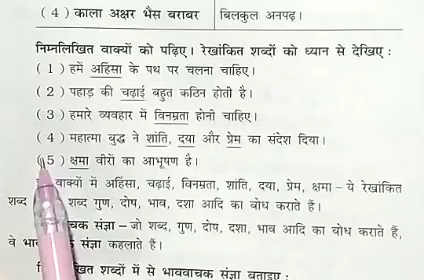 ( 4 ) काला अक्षर भैंस बराबर | बिलकुल अनपढ़।
निम्नलिखित वाक्यों को पढ़िए। रेखांकित शब्दों को ध्यान से देखिए :
( 1 ) हमें अहिंसा के पथ पर चलना चाहिए।
( 2 ) पहाड़ की चढ़ाई बहुत कठिन होती है।
( 3 ) हमारे व्यवहार में विनम्रता होनी चाहिए।
( 4 ) महात्मा बुद्ध ने शांति, दया और प्रेम का संदेश दिया।
( 5 ) क्षमा वीरों का आभूषण है।
वाक्यों में अहिंसा, चढ़ाई, विनम्रता, शांति, दया, प्रेम, क्षमा – ये रेखांकित
शब्द शब्द गुण, दोष, भाव, दशा आदि का बोध कराते हैं।
संज्ञा – जो शब्द, गुण, दोष, दशा, भाव आदि का बोध कराते हैं,
वे संज्ञा कहलाते हैं।
शब्दों में से भाववाचक संज्ञा बताइए :